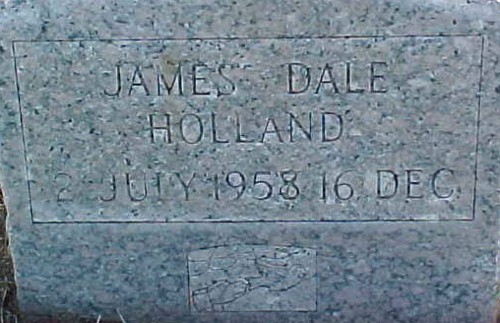 JAMES DALE
HOLLAND
2 JULY 1958 16 DEC